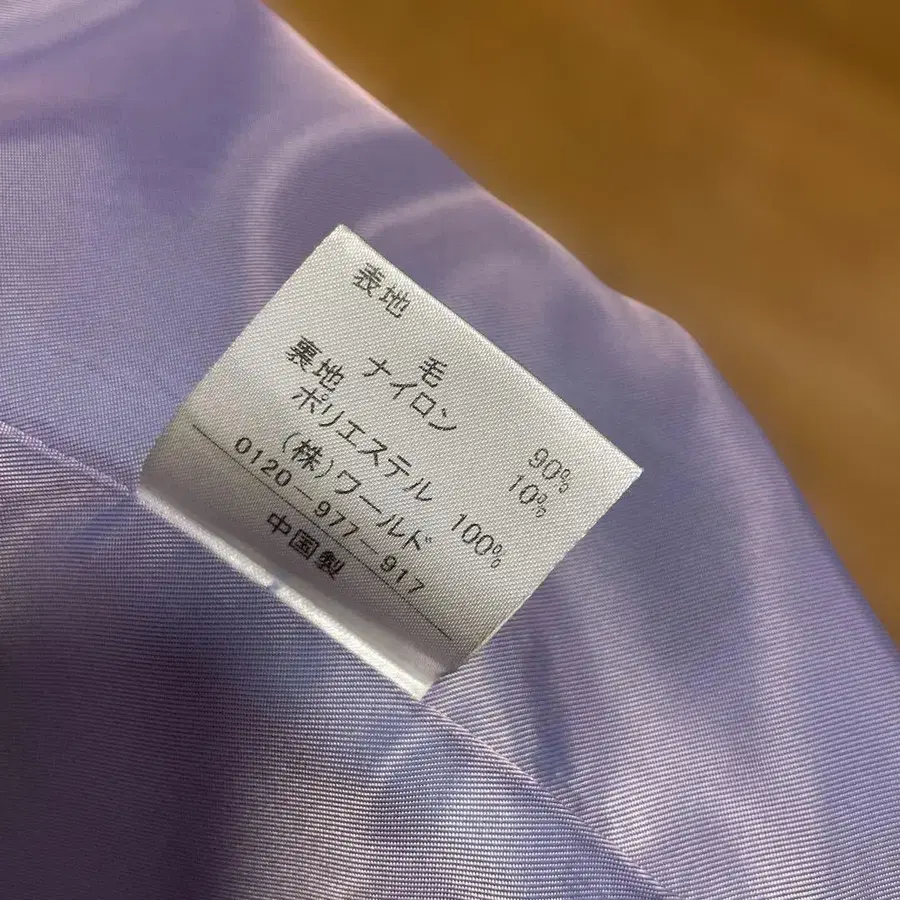 表地
毛 90%
ナイロン 10%
裏地
ポリエステル 100%
(株)ワールド
0120-977-917
中国製